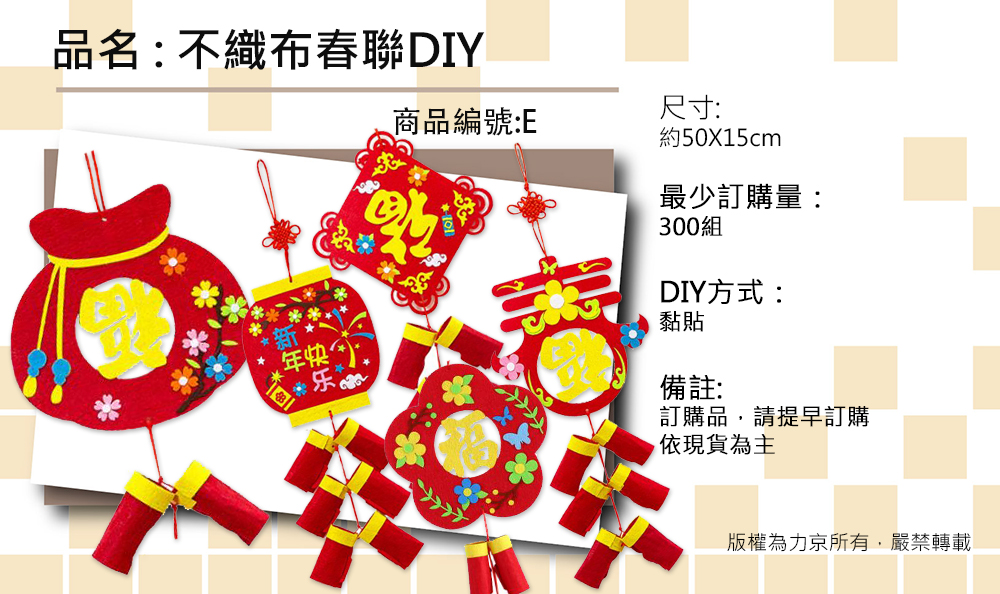 品名 : 不織布春聯DIY
商品編號:E
尺寸:
約50X15cm
最少訂購量：
300組
DIY方式：
黏貼
備註:
訂購品，請提早訂購
依現貨為主
福
新
年快
乐
福
福
福
版權為力京所有，嚴禁轉載